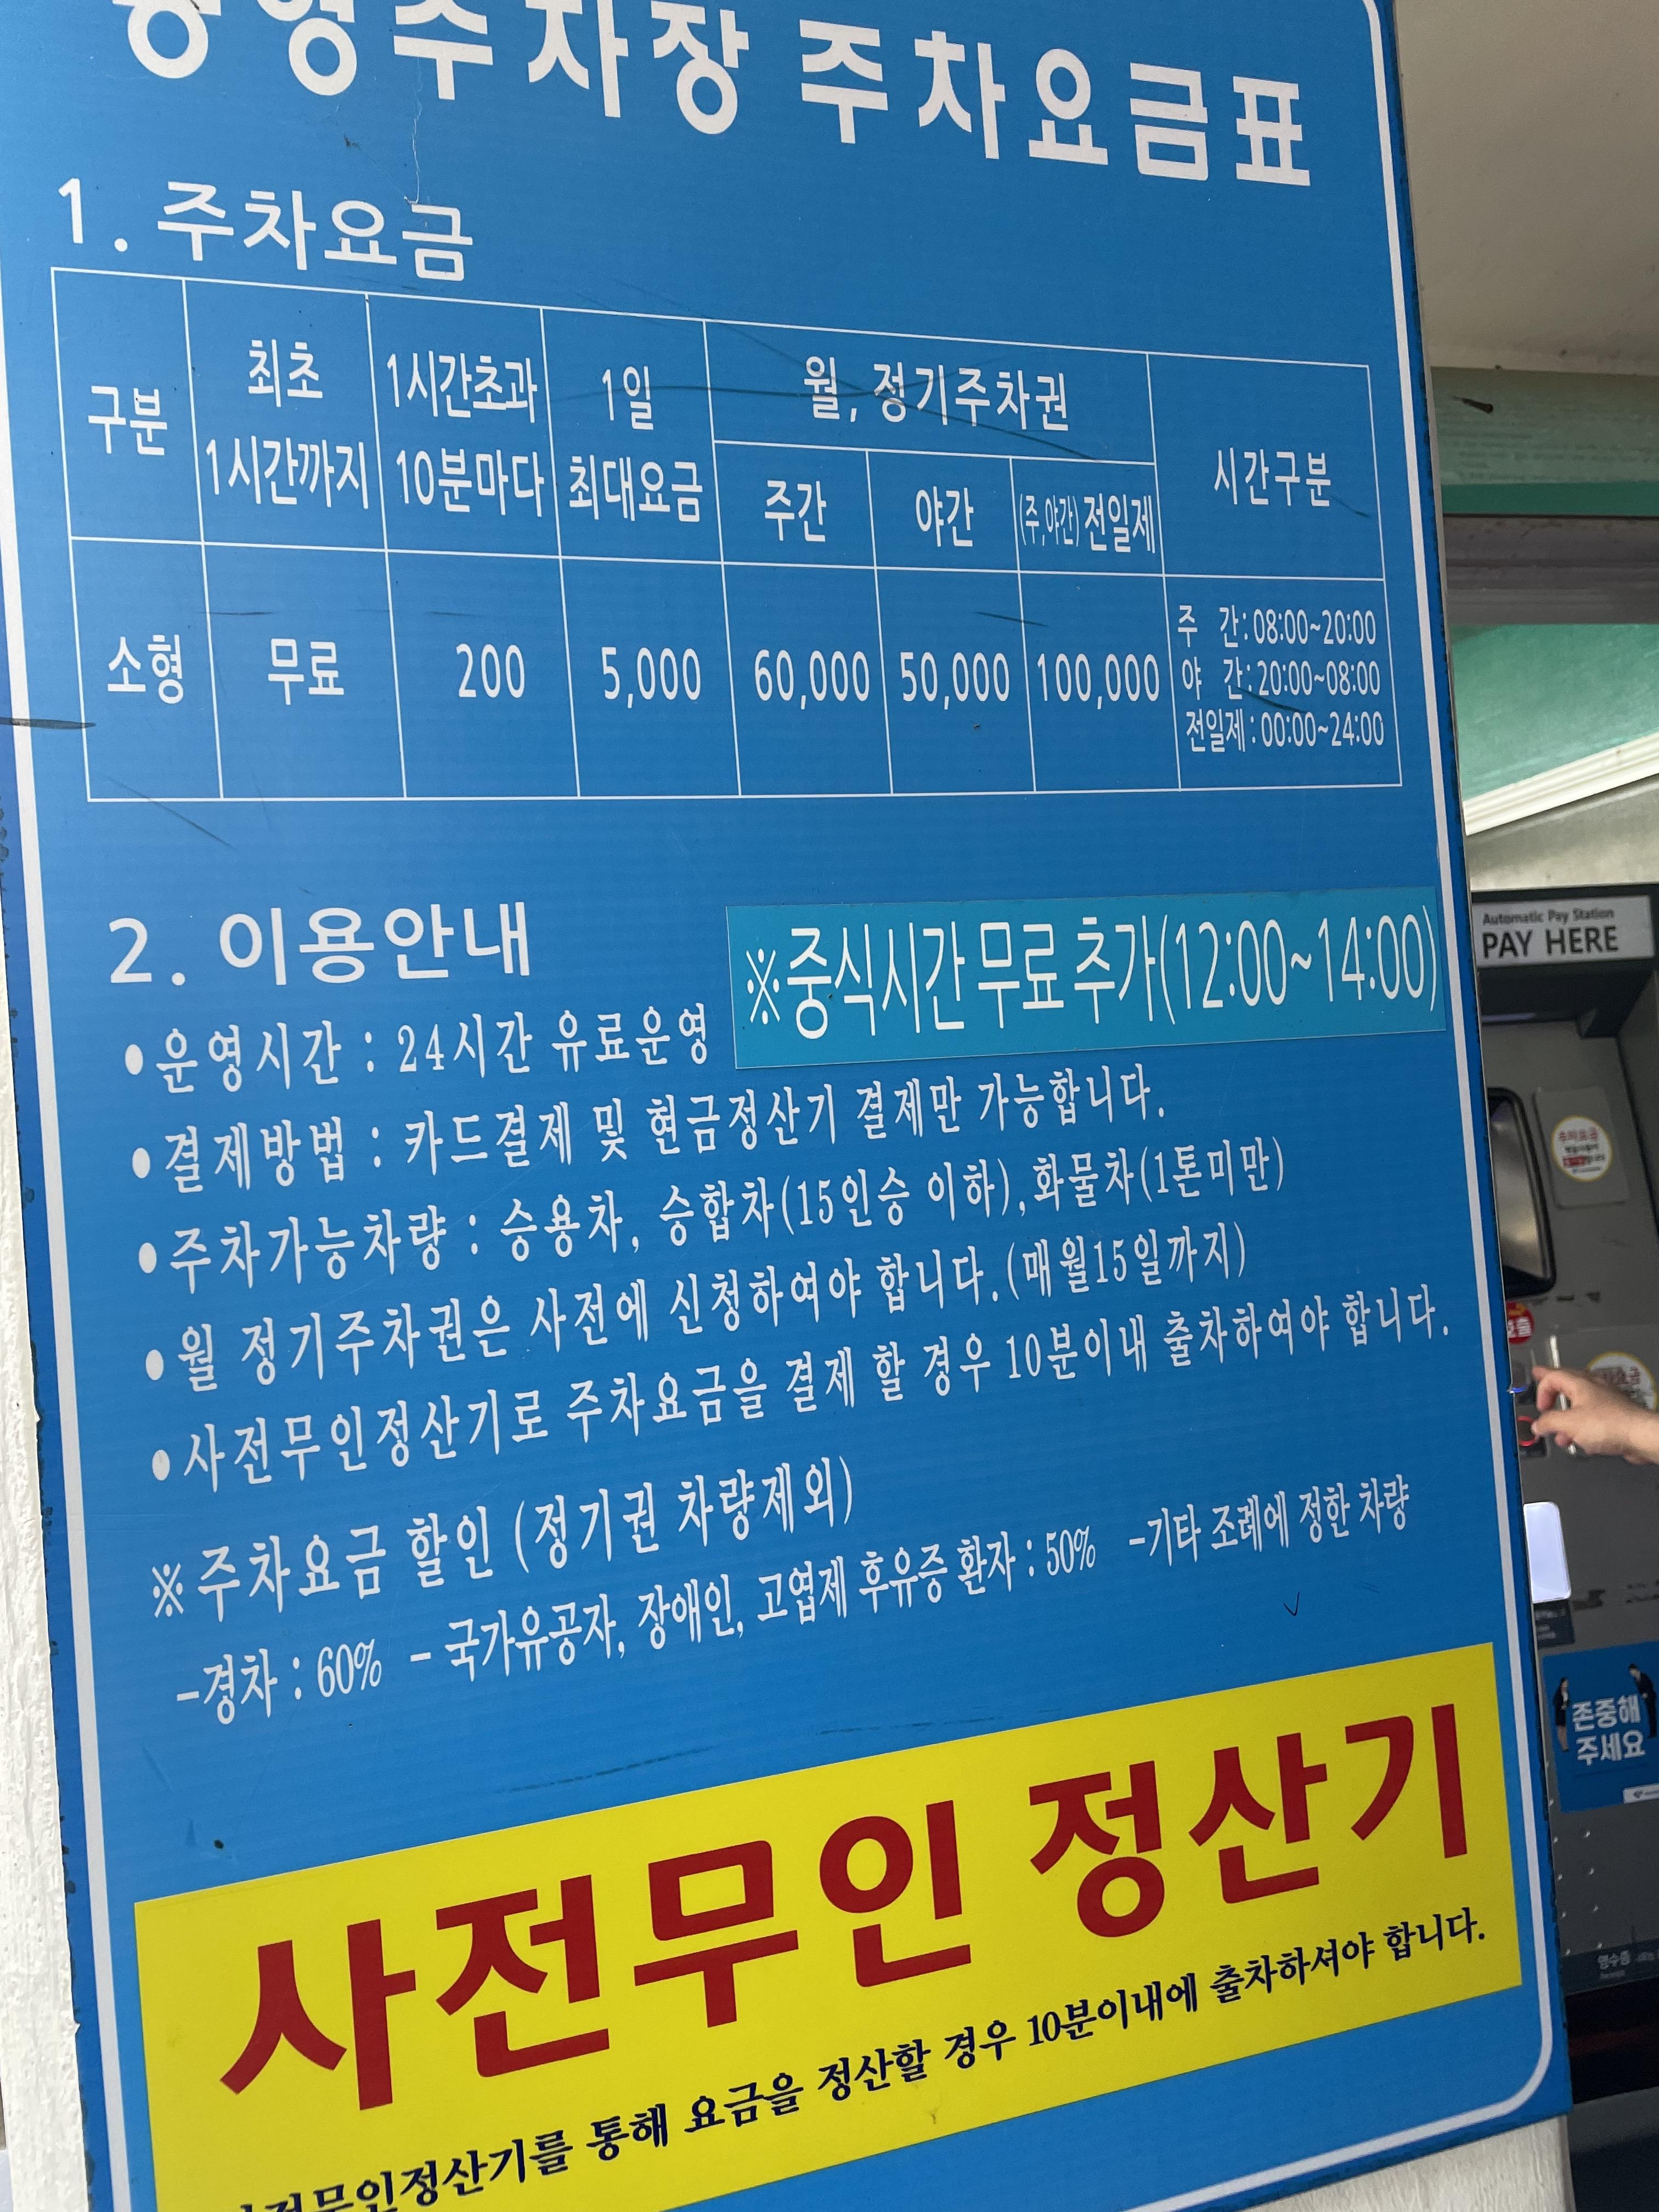 공영주차장 주차요금표
1. 주차요금
구분 최초 1시간까지 1시간초과 10분마다 1일 최대요금 월, 정기주차권 시간구분
주간 야간 (주,야간)전일제
소형 무료 200 5,000 60,000 50,000 100,000
주 간:08:00~20:00
야 간:20:00~08:00
전일제:00:00~24:00
2. 이용안내
※중식시간 무료 추가(12:00~14:00)
•운영시간 : 24시간 유료운영
•결제방법 : 카드결제 및 현금정산기 결제만 가능합니다.
•주차가능차량 : 승용차, 승합차(15인승 이하),화물차(1톤미만)
•월 정기주차권은 사전에 신청하여야 합니다.(매월15일까지)
•사전무인정산기로 주차요금을 결제 할 경우 10분이내 출차하여야 합니다.
※주차요금 할인 (정기권 차량제외)
-경차 : 60% - 국가유공자, 장애인, 고엽제 후유증 환자 : 50% -기타 조례에 정한 차량
사전무인 정산기
사전무인정산기를 통해 요금을 정산할 경우 10분이내에 출차하셔야 합니다.
Automatic Pay Station
PAY HERE
존중해
주세요
영수증